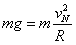 mg = m v_N^2 / R